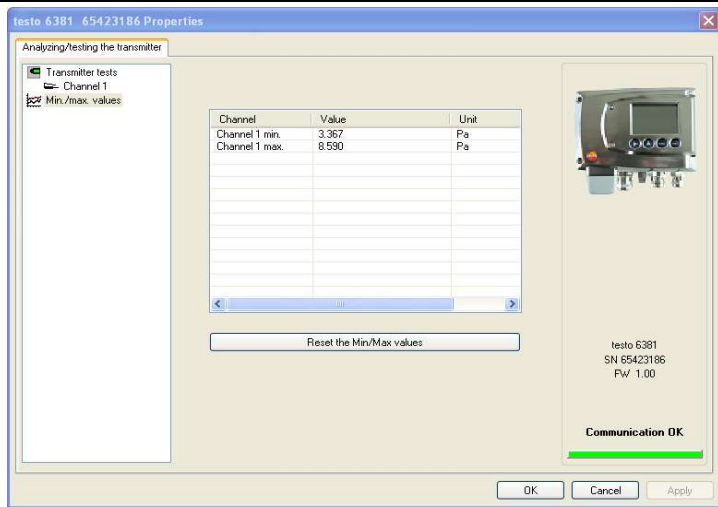 testo 6381 65423186 Properties
Analyzing/testing the transmitter
Transmitter tests
Channel 1
Min./max. values
Channel Value Unit
Channel 1 min. 3.367 Pa
Channel 1 max. 8.590 Pa
Reset the Min/Max values
testo 6381
SN 65423186
FW 1.00
Communication OK
OK Cancel Apply